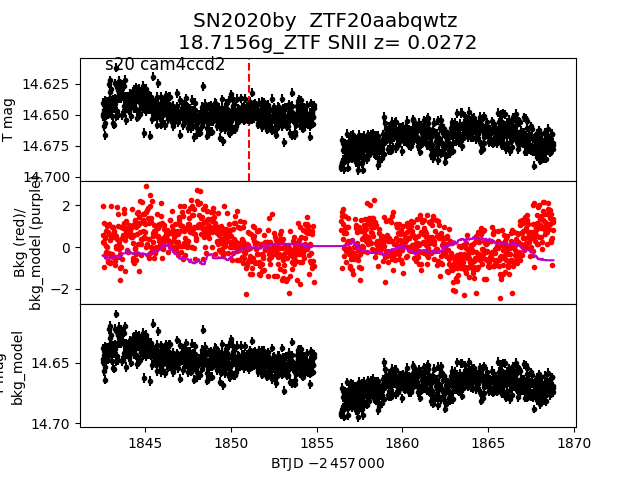 SN2020by ZTF20aabqwtz
18.7156g_ZTF SNII z= 0.0272
s20 cam4ccd2
T mag
14.625
14.650
14.675
14.700
Bkg (red)/
bkg_model (purple)
2
0
−2
bkg_model
14.65
14.70
1845
1850
1855
1860
1865
1870
BTJD −2 457 000